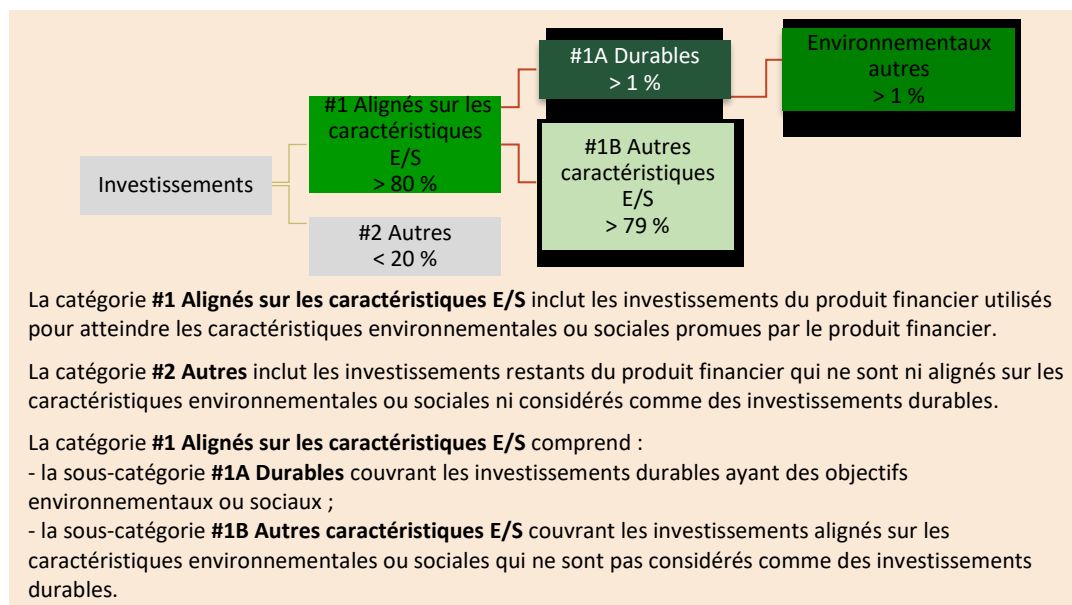 Investissements
#1 Alignés sur les
caractéristiques
E/S
> 80 %
#2 Autres
< 20 %
#1A Durables
> 1 %
#1B Autres
caractéristiques
E/S
> 79 %
Environnementaux
autres
> 1 %
La catégorie #1 Alignés sur les caractéristiques E/S inclut les investissements du produit financier utilisés
pour atteindre les caractéristiques environnementales ou sociales promues par le produit financier.
La catégorie #2 Autres inclut les investissements restants du produit financier qui ne sont ni alignés sur les
caractéristiques environnementales ou sociales ni considérés comme des investissements durables.
La catégorie #1 Alignés sur les caractéristiques E/S comprend :
- la sous-catégorie #1A Durables couvrant les investissements durables ayant des objectifs
environnementaux ou sociaux ;
- la sous-catégorie #1B Autres caractéristiques E/S couvrant les investissements alignés sur les
caractéristiques environnementales ou sociales qui ne sont pas considérés comme des investissements
durables.